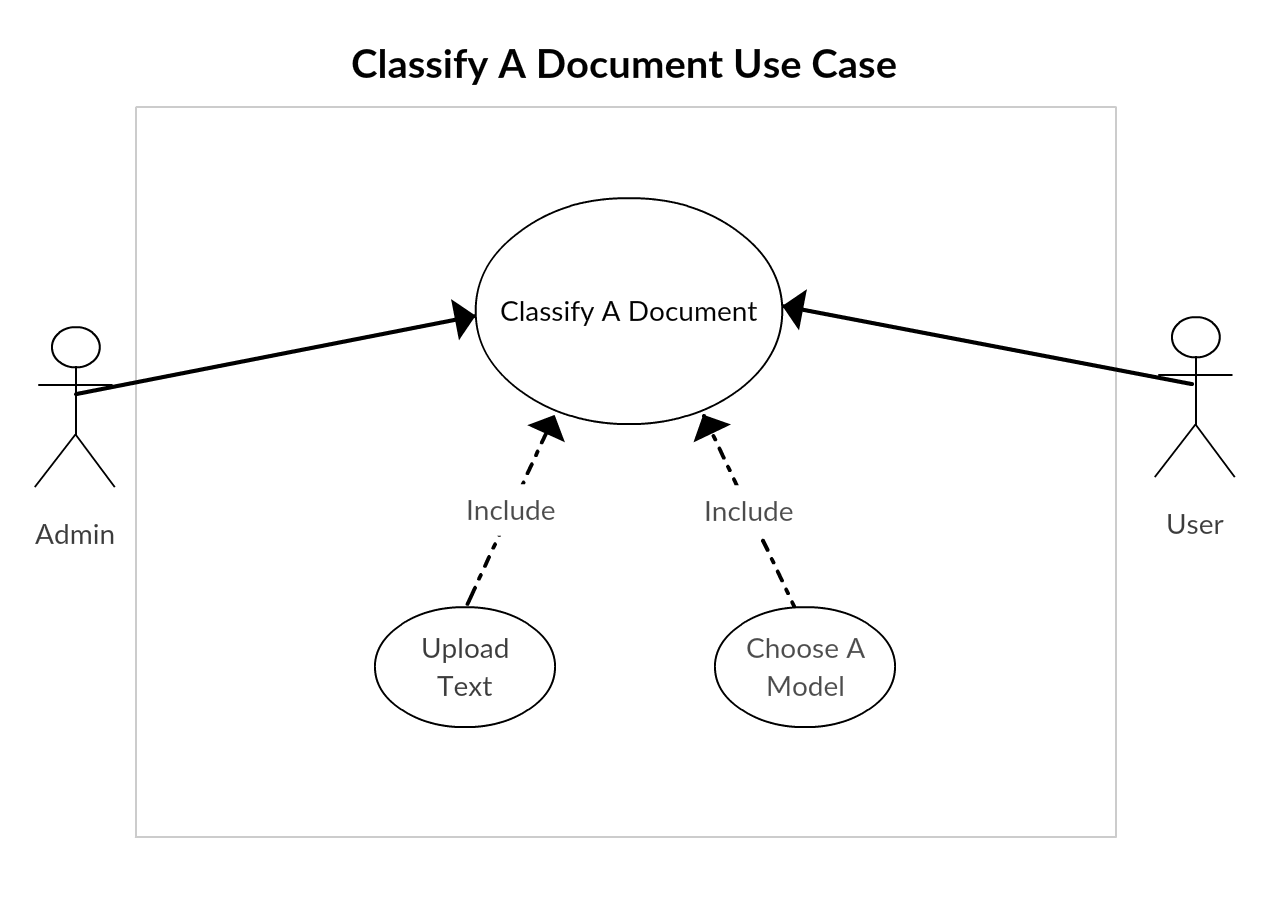 Classify A Document Use Case
Classify A Document
Include
Include
Admin
User
Upload
Text
Choose A
Model